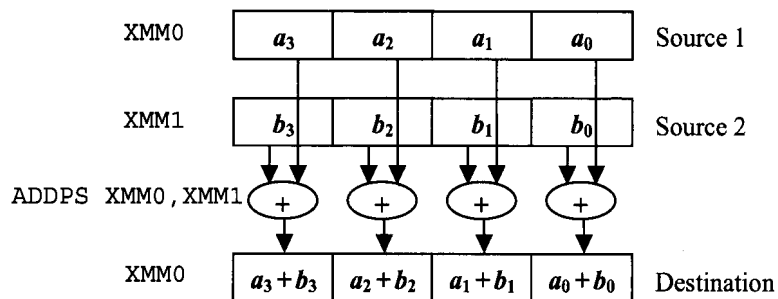 XMM0 a3 a2 a1 a0 Source 1
XMM1 b3 b2 b1 b0 Source 2
ADDPS XMM0,XMM1 + + + +
XMM0 a3+b3 a2+b2 a1+b1 a0+b0 Destination